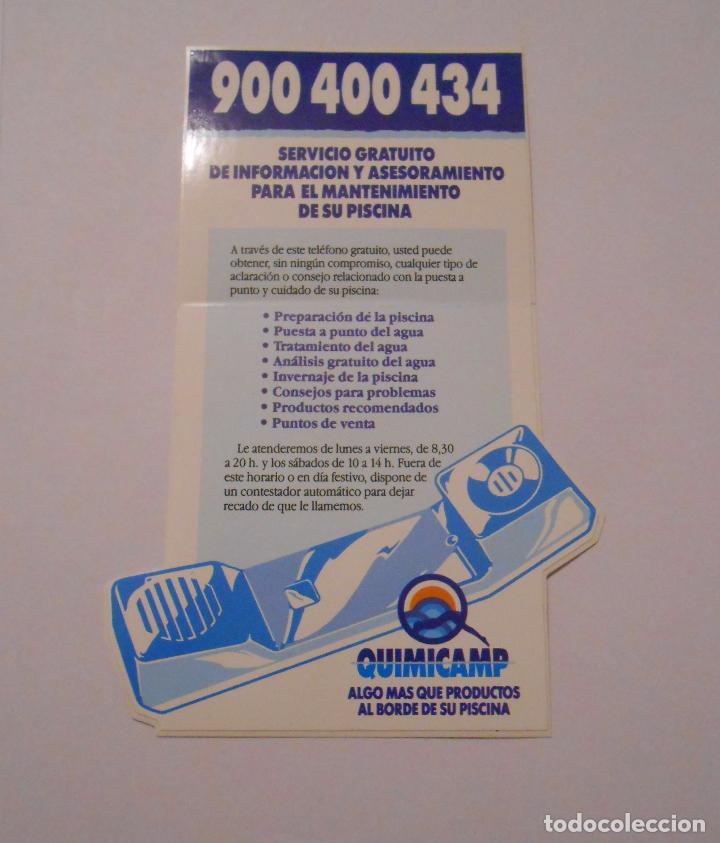 900 400 434
SERVICIO GRATUITO
DE INFORMACION Y ASESORAMIENTO
PARA EL MANTENIMIENTO
DE SU PISCINA
A través de este teléfono gratuito, usted puede
obtener, sin ningún compromiso, cualquier tipo de
aclaración o consejo relacionado con la puesta a
punto y cuidado de su piscina:
• Preparación de la piscina
• Puesta a punto del agua
• Tratamiento del agua
• Análisis gratuito del agua
• Invernaje de la piscina
• Consejos para problemas
• Productos recomendados
• Puntos de venta
Le atenderemos de lunes a viernes, de 8,30
a 20 h. y los sábados de 10 a 14 h. Fuera de
este horario o en día festivo, dispone de
un contestador automático para dejar
recado de que le llamemos.
QUIMICAMP
ALGO MAS QUE PRODUCTOS
AL BORDE DE SU PISCINA
todocoleccion